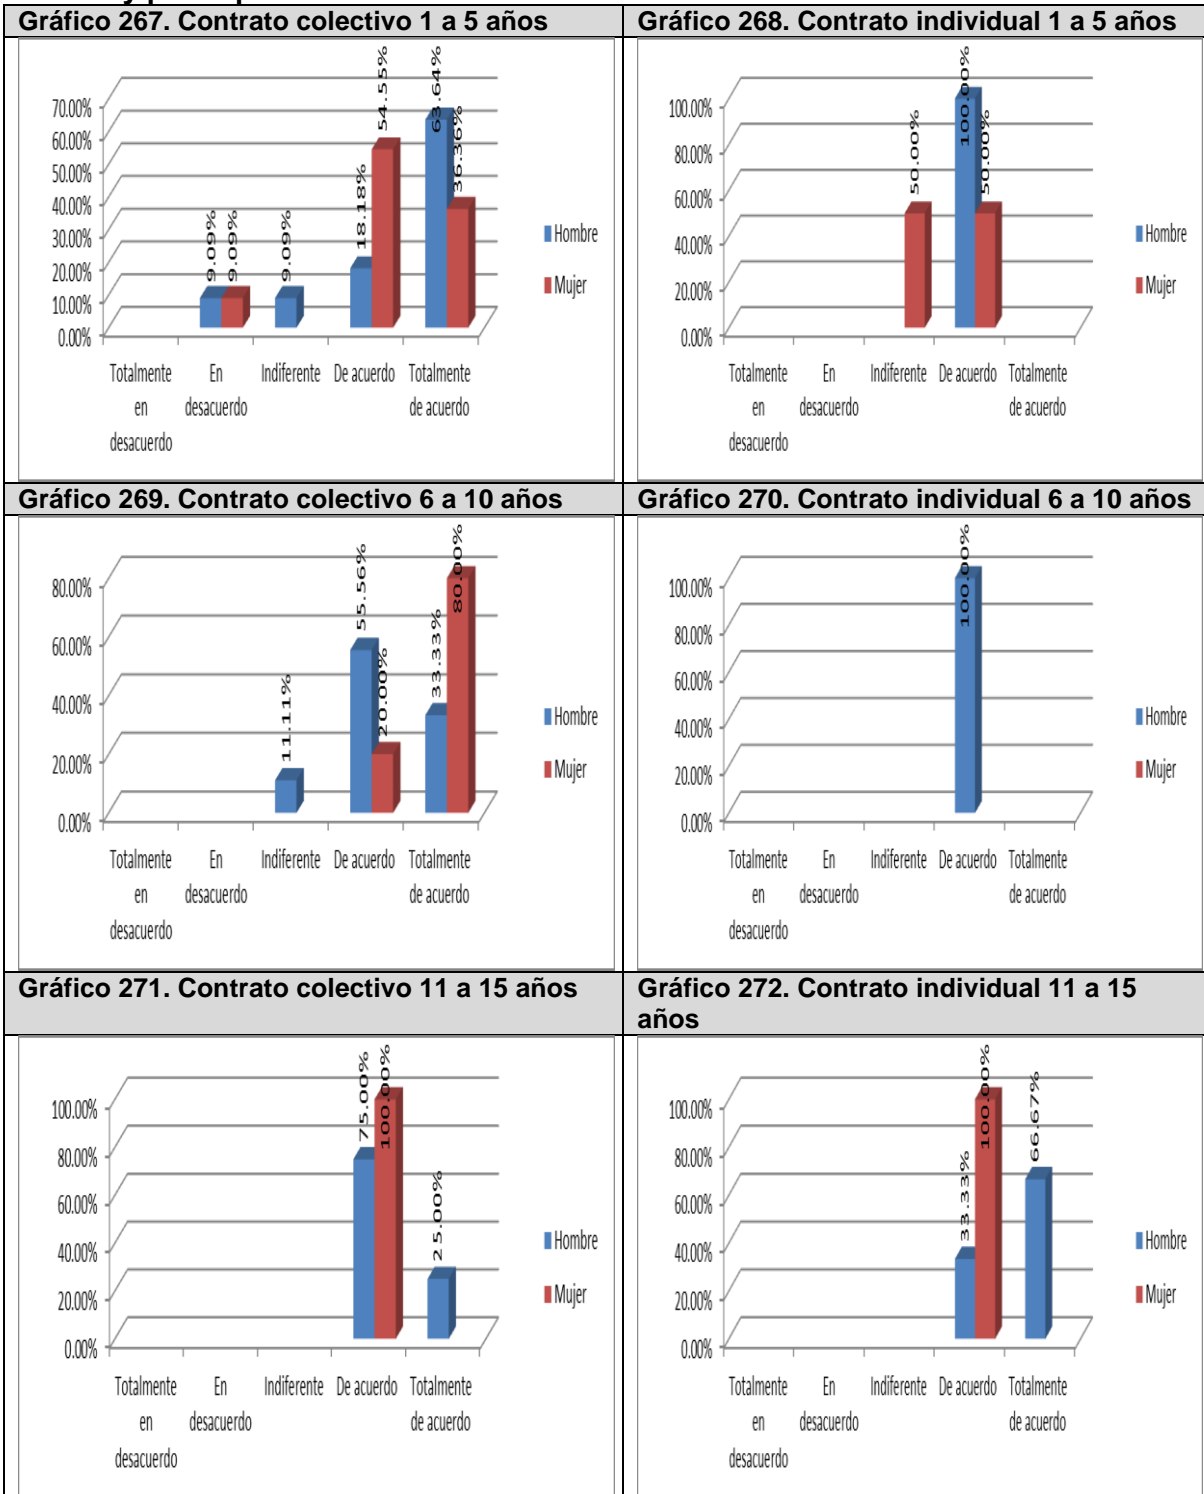 Gráfico 267. Contrato colectivo 1 a 5 años
70.00%
60.00%
50.00%
40.00%
30.00%
20.00%
10.00%
0.00%
9.09%
9.09%
9.09%
18.18%
54.55%
63.64%
36.36%
Totalmente en desacuerdo
En desacuerdo
Indiferente
De acuerdo
Totalmente de acuerdo
Hombre
Mujer
Gráfico 268. Contrato individual 1 a 5 años
100.00%
80.00%
60.00%
40.00%
20.00%
0.00%
50.00%
100.00%
50.00%
Totalmente en desacuerdo
En desacuerdo
Indiferente
De acuerdo
Totalmente de acuerdo
Hombre
Mujer
Gráfico 269. Contrato colectivo 6 a 10 años
80.00%
60.00%
40.00%
20.00%
0.00%
11.11%
55.56%
20.00%
33.33%
80.00%
Totalmente en desacuerdo
En desacuerdo
Indiferente
De acuerdo
Totalmente de acuerdo
Hombre
Mujer
Gráfico 270. Contrato individual 6 a 10 años
100.00%
80.00%
60.00%
40.00%
20.00%
0.00%
100.00%
Totalmente en desacuerdo
En desacuerdo
Indiferente
De acuerdo
Totalmente de acuerdo
Hombre
Mujer
Gráfico 271. Contrato colectivo 11 a 15 años
100.00%
80.00%
60.00%
40.00%
20.00%
0.00%
75.00%
100.00%
25.00%
Totalmente en desacuerdo
En desacuerdo
Indiferente
De acuerdo
Totalmente de acuerdo
Hombre
Mujer
Gráfico 272. Contrato individual 11 a 15
años
100.00%
80.00%
60.00%
40.00%
20.00%
0.00%
33.33%
100.00%
66.67%
Totalmente en desacuerdo
En desacuerdo
Indiferente
De acuerdo
Totalmente de acuerdo
Hombre
Mujer